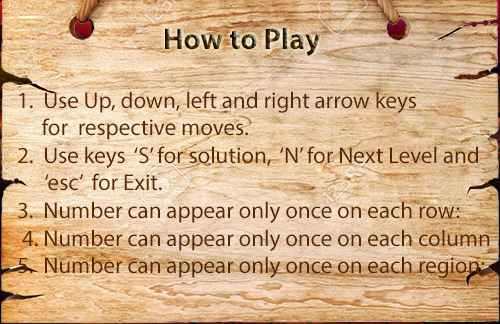 How to Play
1. Use Up, down, left and right arrow keys
for respective moves.
2. Use keys ‘S’ for solution, ‘N’ for Next Level and
‘esc’ for Exit.
3. Number can appear only once on each row:
4. Number can appear only once on each column
5. Number can appear only once on each region.